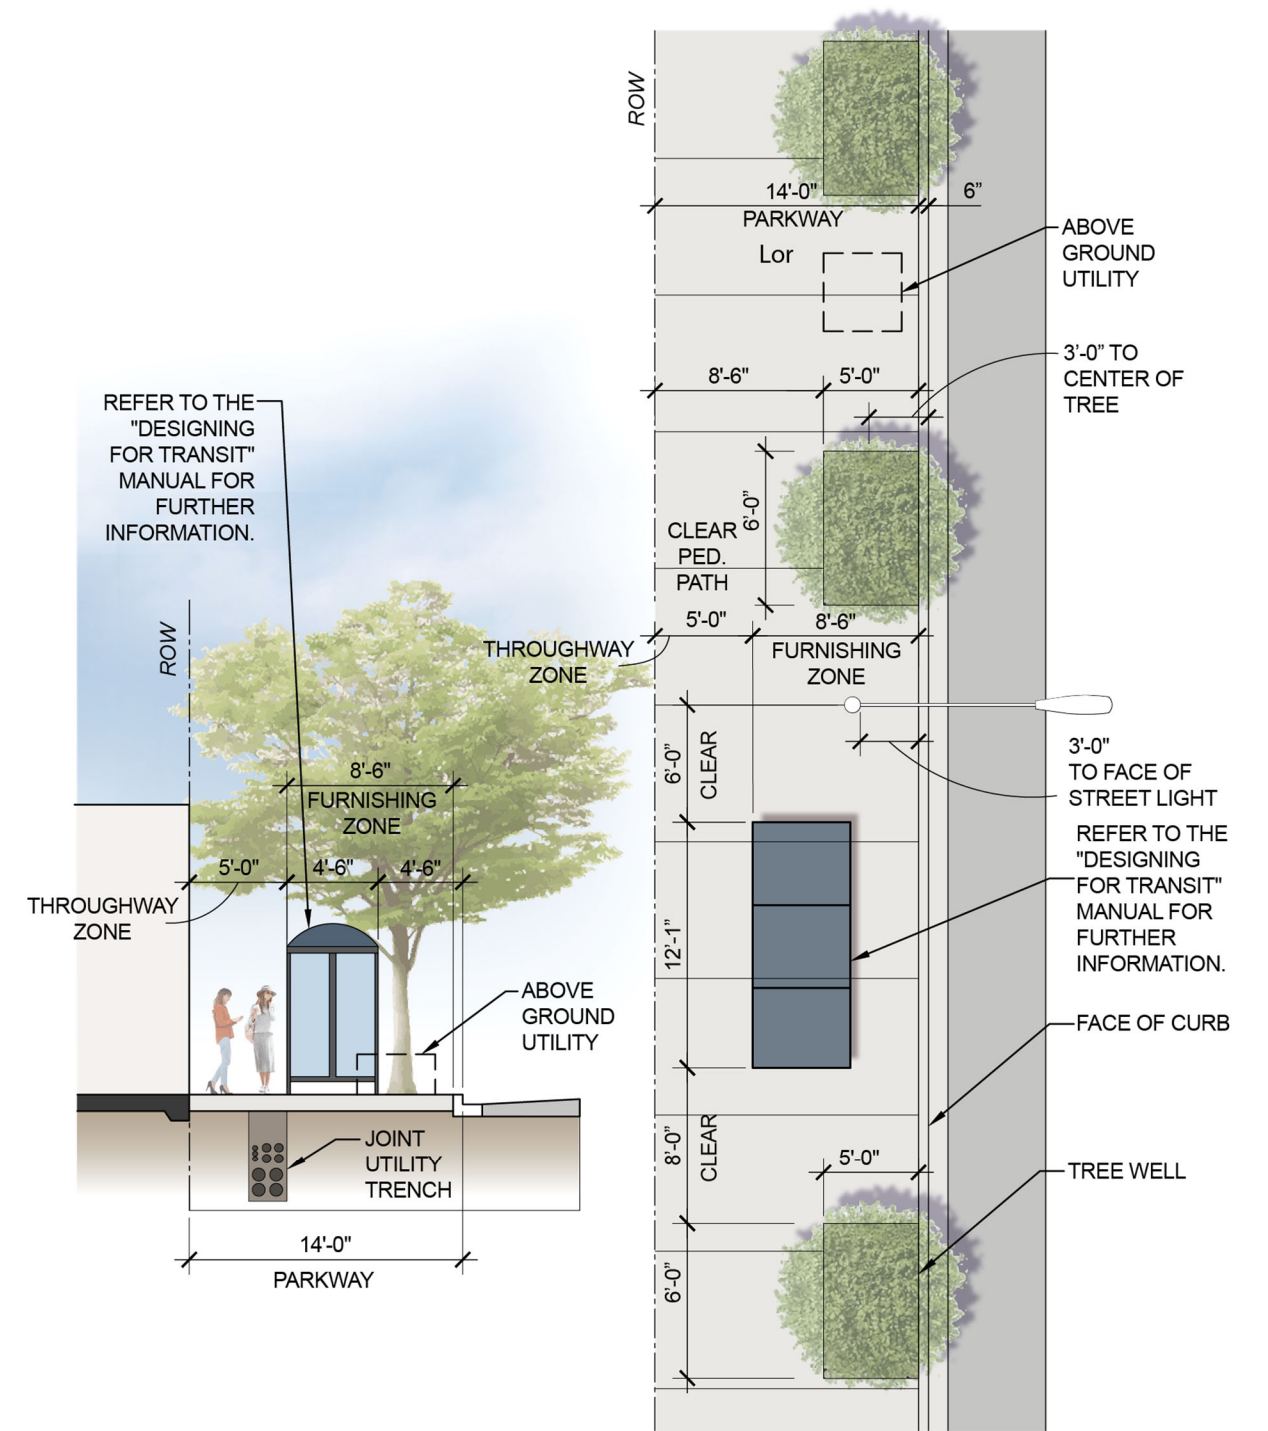 REFER TO THE
"DESIGNING
FOR TRANSIT"
MANUAL FOR
FURTHER
INFORMATION.
ROW
8'-6"
FURNISHING
ZONE
5'-0"
4'-6"
4'-6"
THROUGHWAY
ZONE
ABOVE
GROUND
UTILITY
JOINT
UTILITY
TRENCH
14'-0"
PARKWAY
ROW
14'-0"
PARKWAY
6”
Lor
ABOVE
GROUND
UTILITY
8'-6"
5'-0"
3’-0” TO
CENTER OF
TREE
6’-0”
CLEAR
PED.
PATH
5'-0"
8'-6"
THROUGHWAY
ZONE
FURNISHING
ZONE
6’-0”
CLEAR
3'-0"
TO FACE OF
STREET LIGHT
REFER TO THE
"DESIGNING
FOR TRANSIT"
MANUAL FOR
FURTHER
INFORMATION.
12’-1”
FACE OF CURB
8’-0”
CLEAR
5'-0"
TREE WELL
6’-0”